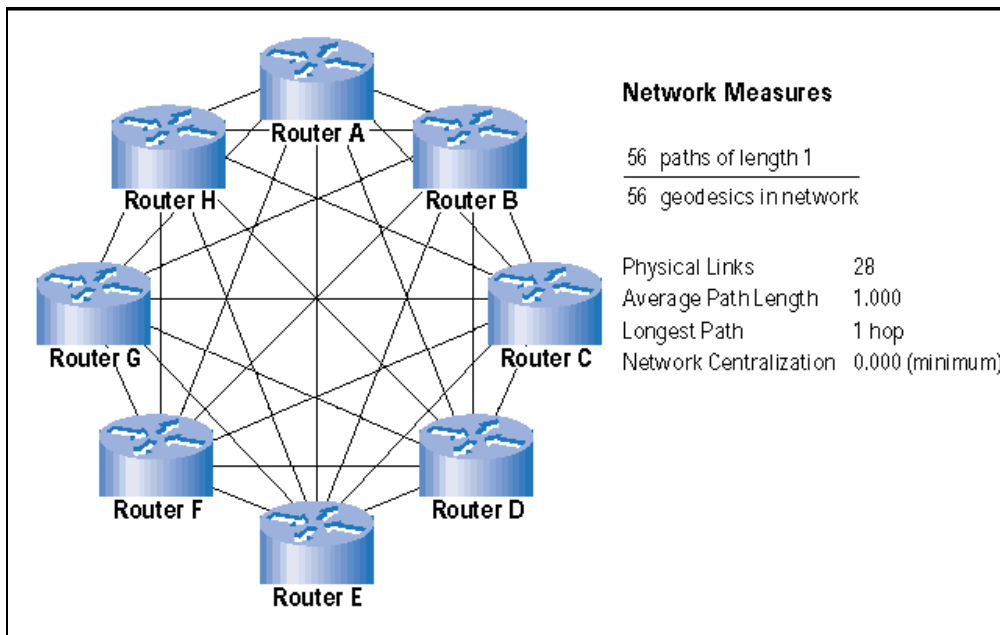 Router A
Router H
Router B
Router G
Router C
Router F
Router D
Router E
Network Measures
56 paths of length 1
56 geodesics in network
Physical Links 28
Average Path Length 1.000
Longest Path 1 hop
Network Centralization 0.000 (minimum)